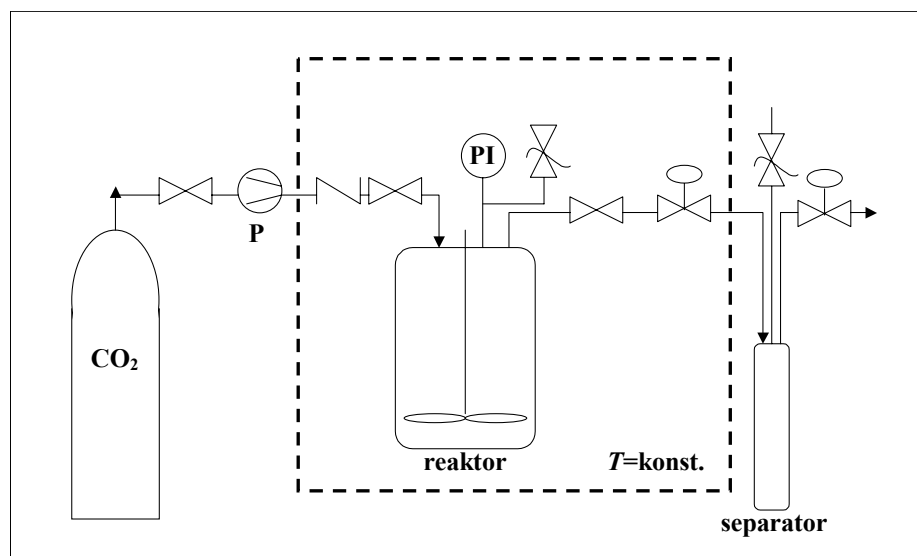 PI
P
CO₂
reaktor
T=konst.
separator